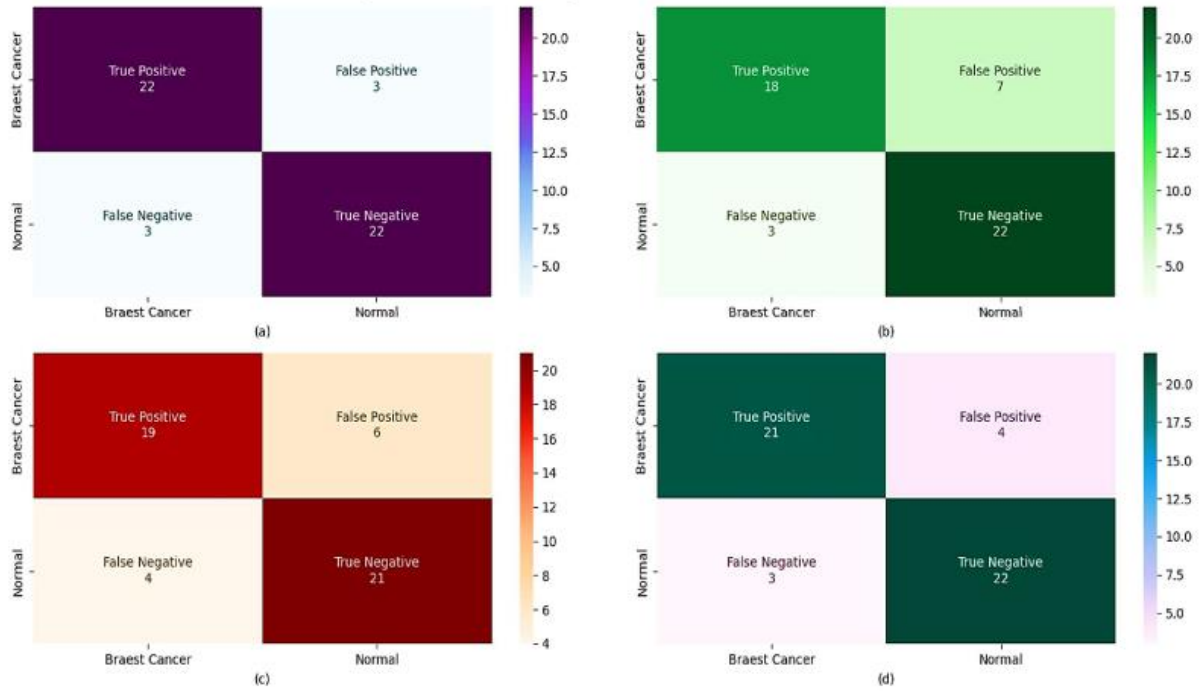 Braest Cancer
Normal
True Positive
22
False Positive
3
False Negative
3
True Negative
22
Braest Cancer
Normal
20.0
17.5
15.0
12.5
10.0
7.5
5.0
(a)
Braest Cancer
Normal
True Positive
18
False Positive
7
False Negative
3
True Negative
22
Braest Cancer
Normal
20.0
17.5
15.0
12.5
10.0
7.5
5.0
(b)
Braest Cancer
Normal
True Positive
19
False Positive
6
False Negative
4
True Negative
21
Braest Cancer
Normal
20
18
16
14
12
10
8
6
4
(c)
Braest Cancer
Normal
True Positive
21
False Positive
4
False Negative
3
True Negative
22
Braest Cancer
Normal
20.0
17.5
15.0
12.5
10.0
7.5
5.0
(d)